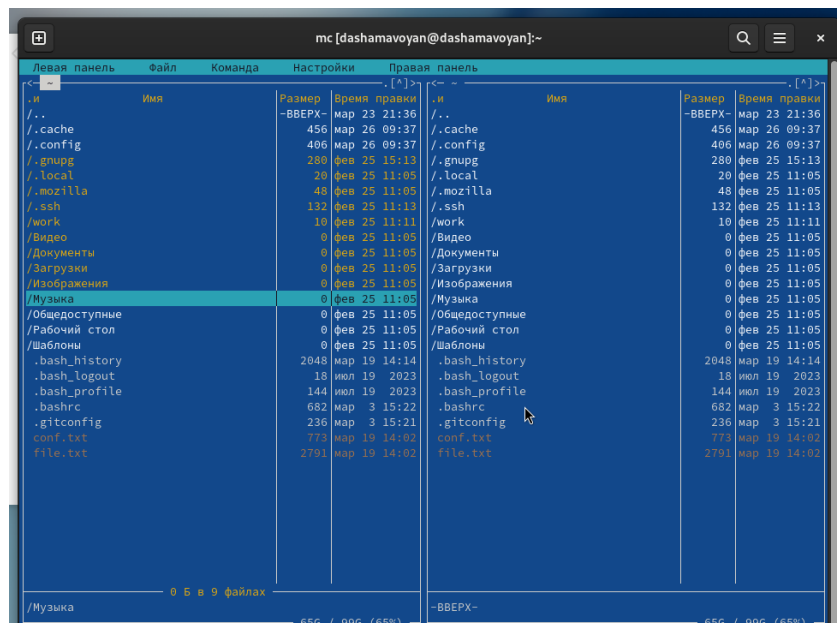 mc [dashamavoyan@dashamavoyan]:~
Левая панель Файл Команда Настройки Правая панель
<— ~ .[^]> <— ~ .[^]>
.и Имя Размер Время правки .и Имя Размер Время правки
/.. -ВВЕРХ- мар 23 21:36 /.. -ВВЕРХ- мар 23 21:36
/.cache 456 мар 26 09:37 /.cache 456 мар 26 09:37
/.config 406 мар 26 09:37 /.config 406 мар 26 09:37
/.gnupg 280 фев 25 15:13 /.gnupg 280 фев 25 15:13
/.local 20 фев 25 11:05 /.local 20 фев 25 11:05
/.mozilla 48 фев 25 11:05 /.mozilla 48 фев 25 11:05
/.ssh 132 фев 25 11:13 /.ssh 132 фев 25 11:13
/work 10 фев 25 11:11 /work 10 фев 25 11:11
/Видео 0 фев 25 11:05 /Видео 0 фев 25 11:05
/Документы 0 фев 25 11:05 /Документы 0 фев 25 11:05
/Загрузки 0 фев 25 11:05 /Загрузки 0 фев 25 11:05
/Изображения 0 фев 25 11:05 /Изображения 0 фев 25 11:05
/Музыка 0 фев 25 11:05 /Музыка 0 фев 25 11:05
/Общедоступные 0 фев 25 11:05 /Общедоступные 0 фев 25 11:05
/Рабочий стол 0 фев 25 11:05 /Рабочий стол 0 фев 25 11:05
/Шаблоны 0 фев 25 11:05 /Шаблоны 0 фев 25 11:05
.bash_history 2048 мар 19 14:14 .bash_history 2048 мар 19 14:14
.bash_logout 18 июл 19 2023 .bash_logout 18 июл 19 2023
.bash_profile 144 июл 19 2023 .bash_profile 144 июл 19 2023
.bashrc 682 мар 3 15:22 .bashrc 682 мар 3 15:22
.gitconfig 236 мар 3 15:21 .gitconfig 236 мар 3 15:21
conf.txt 773 мар 19 14:02 conf.txt 773 мар 19 14:02
file.txt 2791 мар 19 14:02 file.txt 2791 мар 19 14:02
0 Б в 9 файлах
/Музыка -ВВЕРХ-
65G / 99G (65%) 65G / 99G (65%)